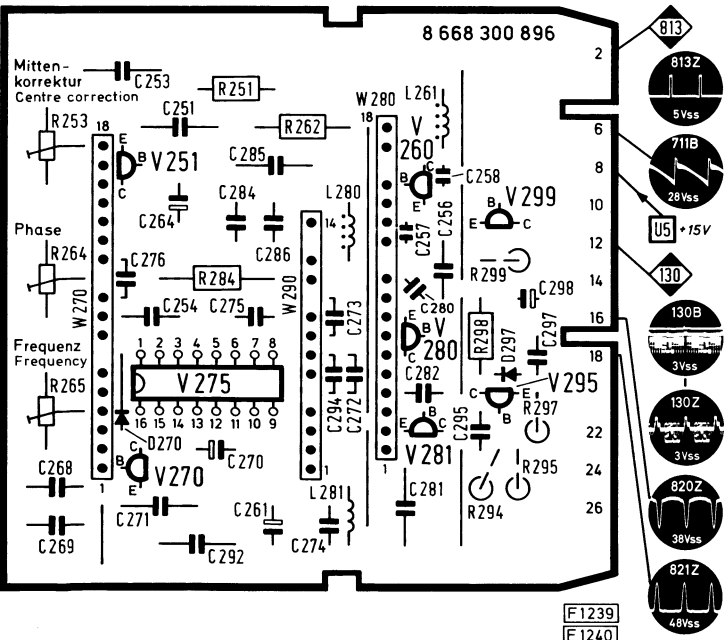 8 668 300 896
813
2
813Z
5Vss
Mitten-
korrektur
Centre correction
C253
R251
L261
W280
R253
18
C251
R262
18
V
260
6
711B
28Vss
E
B
C
V251
C285
C258
8
C264
C284
L280
B
C
E
C256
V299
B
E
C
10
U5
+15V
Phase
C286
14
C257
12
R264
C276
R284
R299
130
W270
W290
C280
14
C298
C254
C275
C273
V
280
E
B
C
R298
D297
C297
16
130B
3Vss
Frequenz
Frequency
1 2 3 4 5 6 7 8
18
R265
V275
C294
C272
C282
C
E
B
V295
R297
130Z
3Vss
16 15 14 13 12 11 10 9
B
E
C
C295
22
D270
C
B
E
V270
C270
V281
C268
1
1
1
R295
24
820Z
38Vss
C271
C261
L281
C281
R294
26
C269
C292
C274
821Z
48Vss
F1239
F1240